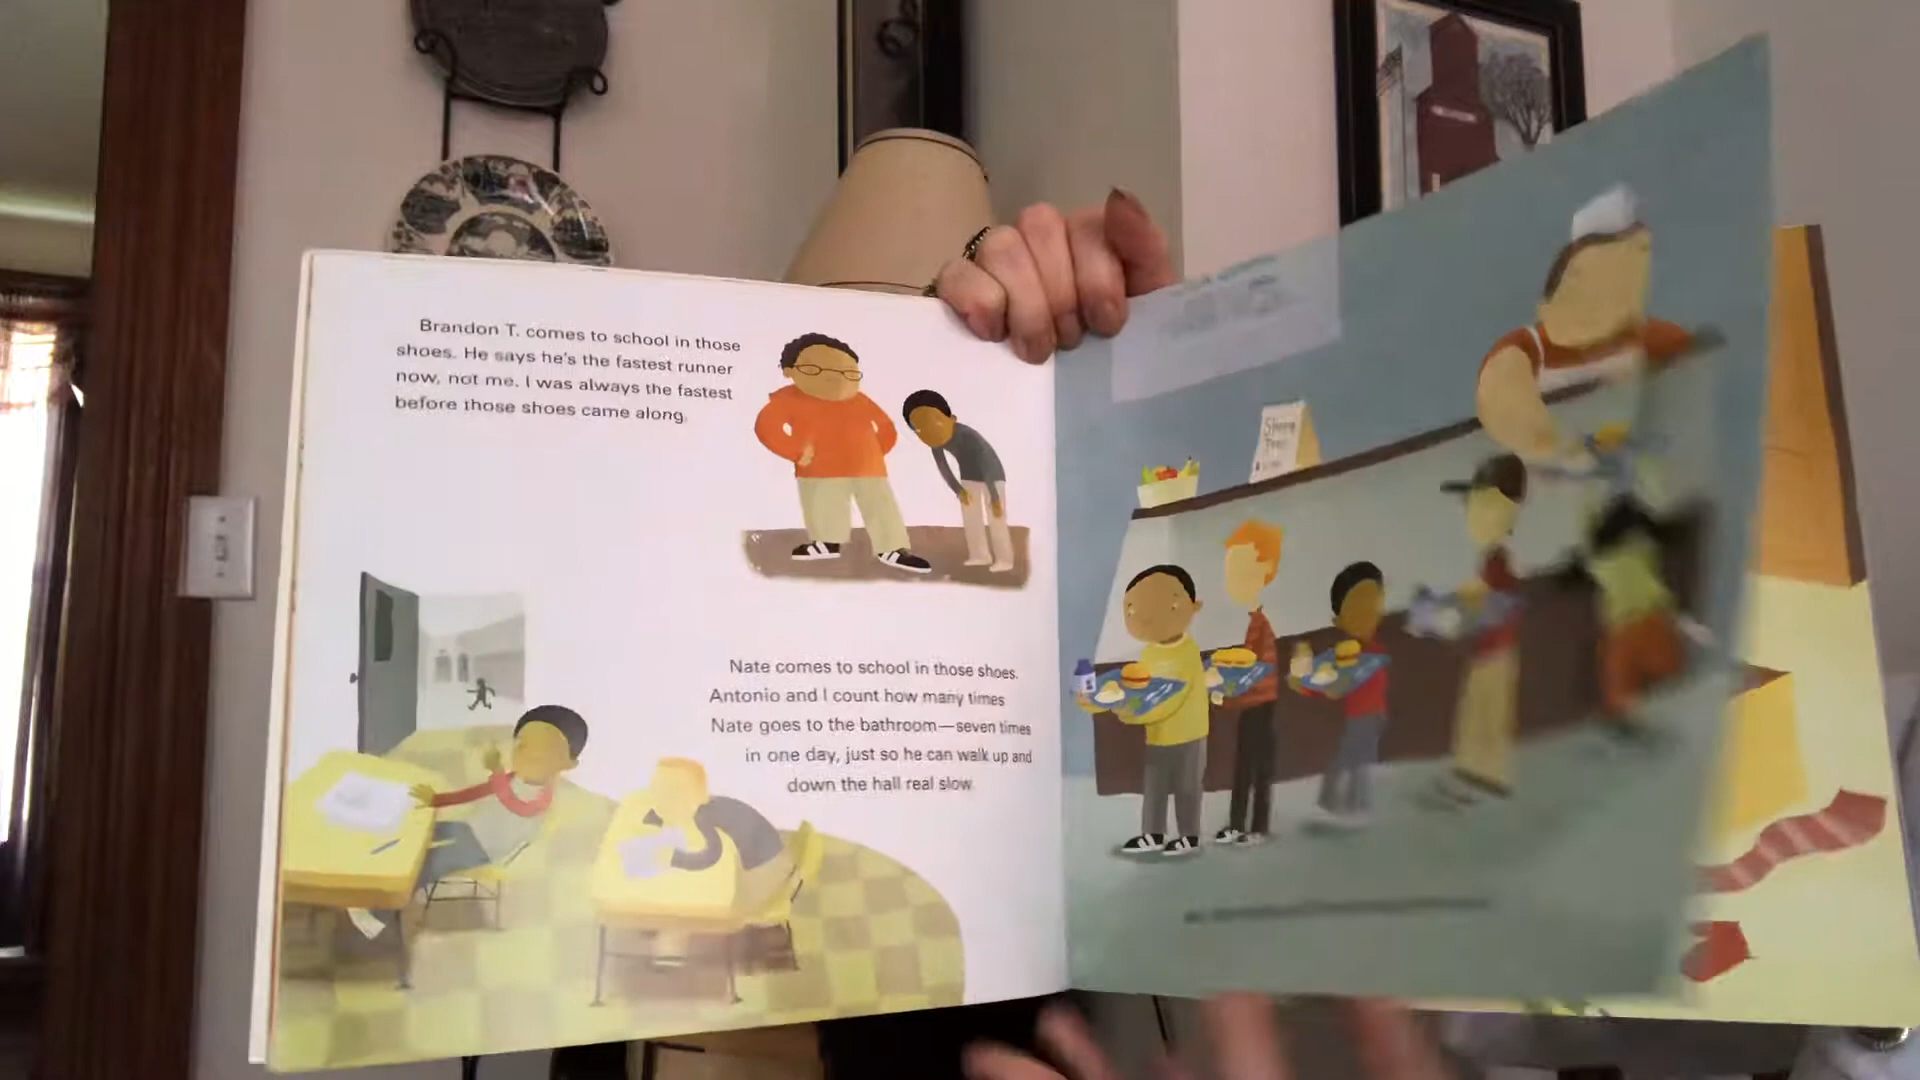 Brandon T. comes to school in those
shoes. He says he's the fastest runner
now, not me. I was always the fastest
before those shoes came along.
Nate comes to school in those shoes.
Antonio and I count how many times
Nate goes to the bathroom—seven times
in one day, just so he can walk up and
down the hall real slow.